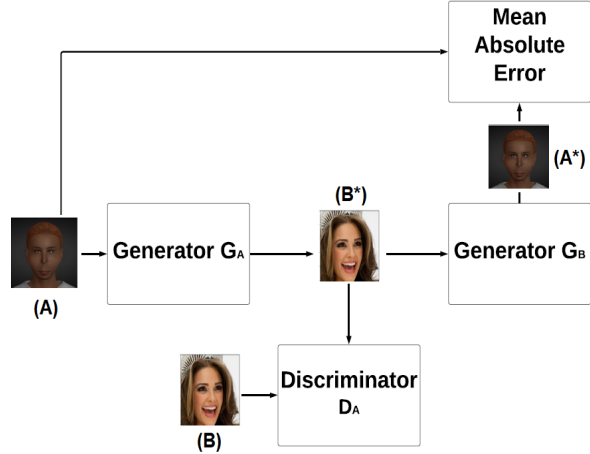 Mean
Absolute
Error
(A*)
(B*)
Generator GA
Generator GB
(A)
Discriminator
DA
(B)